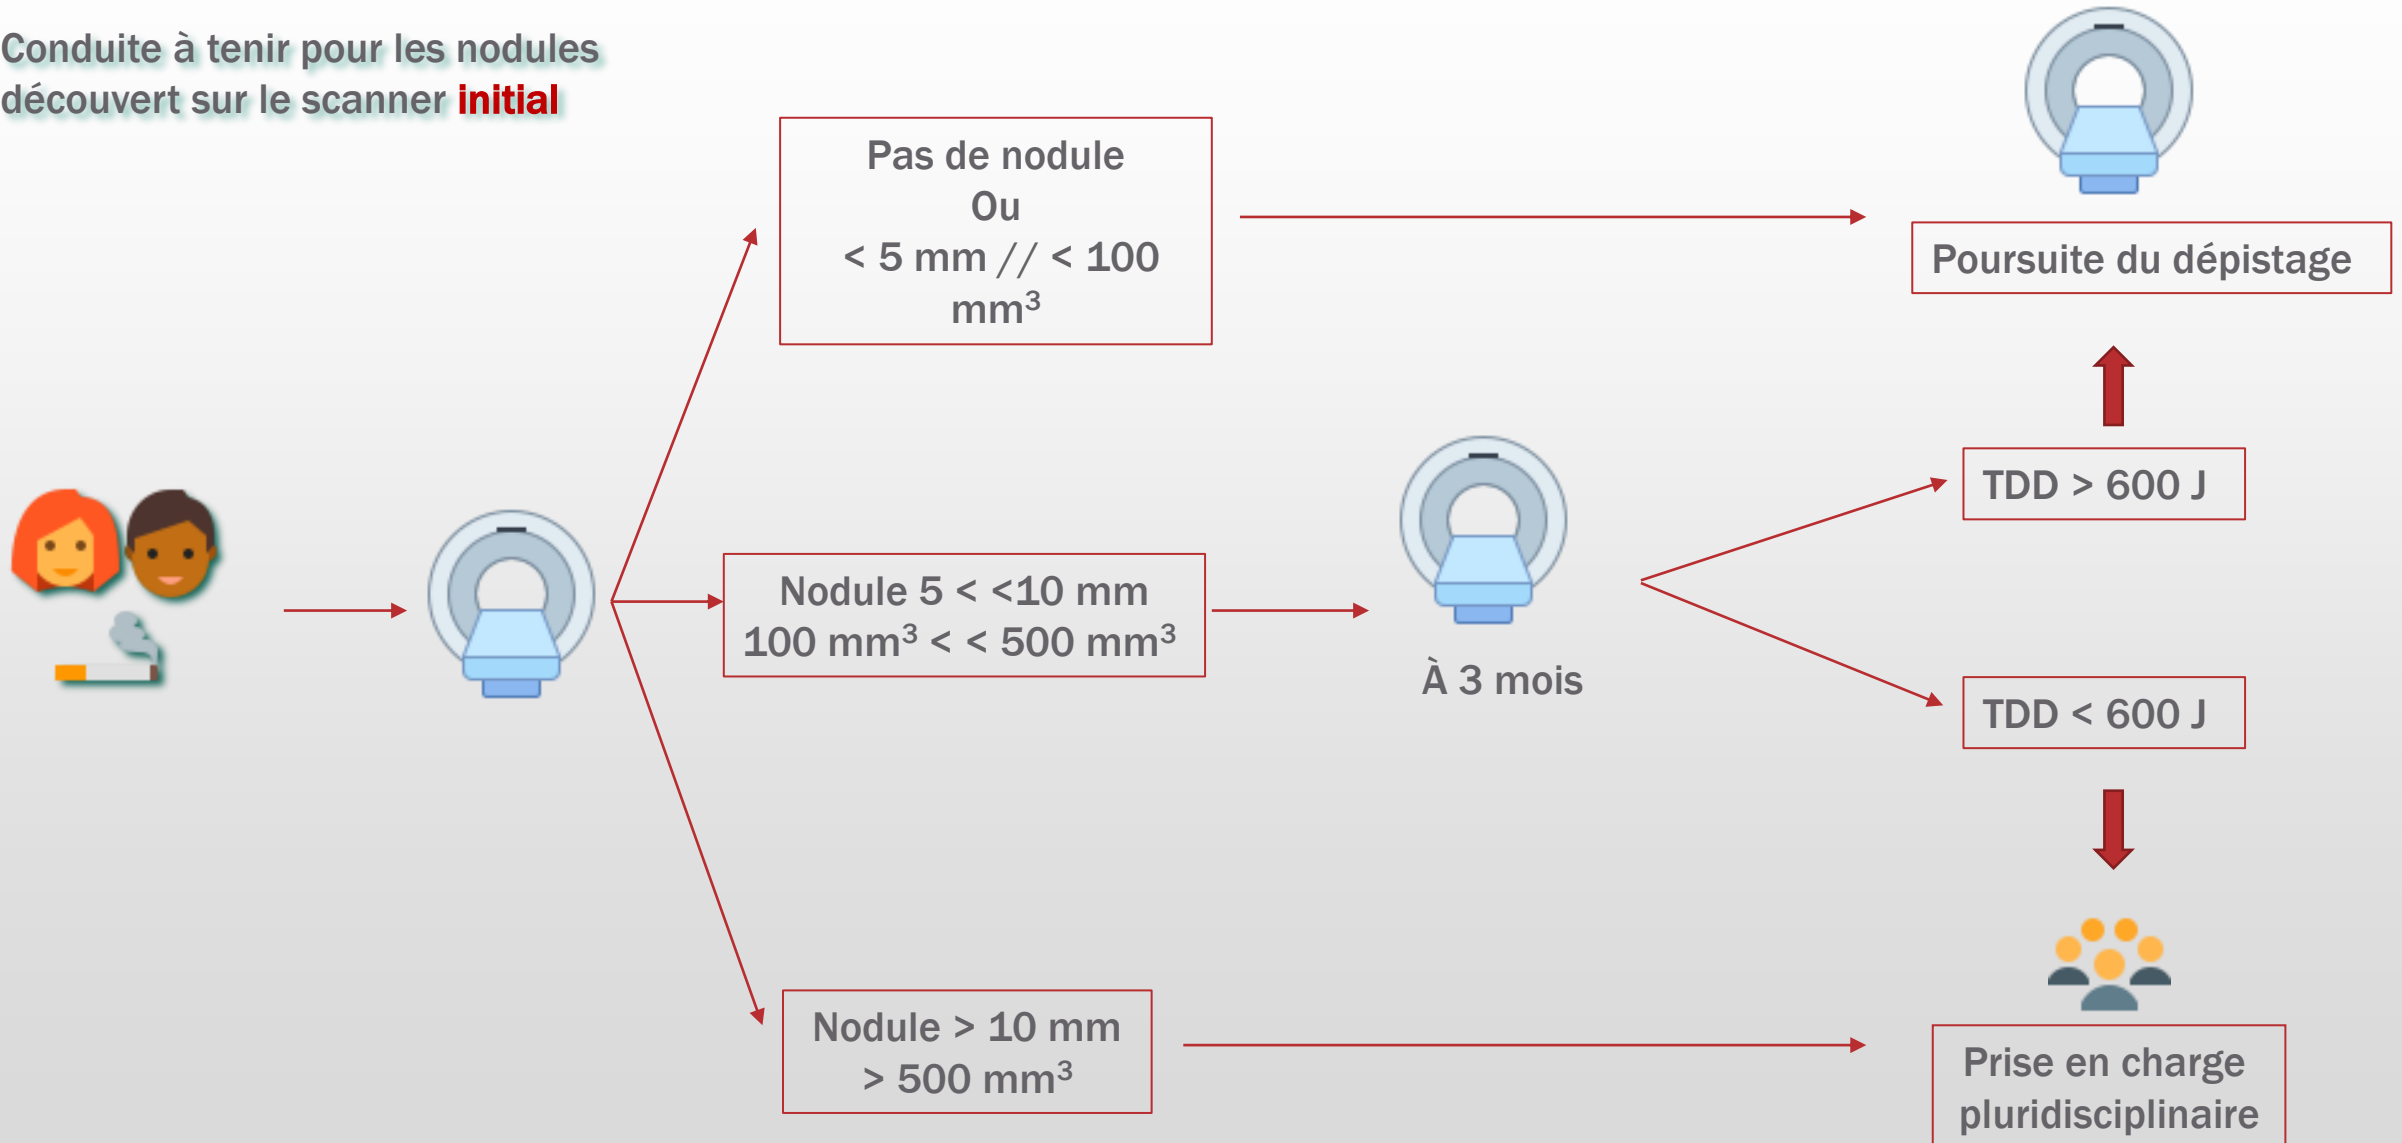 Conduite à tenir pour les nodules
découvert sur le scanner initial
Pas de nodule
Ou
< 5 mm // < 100
mm³
Poursuite du dépistage
Nodule 5 < <10 mm
100 mm³ < < 500 mm³
À 3 mois
TDD > 600 J
TDD < 600 J
Nodule > 10 mm
> 500 mm³
Prise en charge
pluridisciplinaire